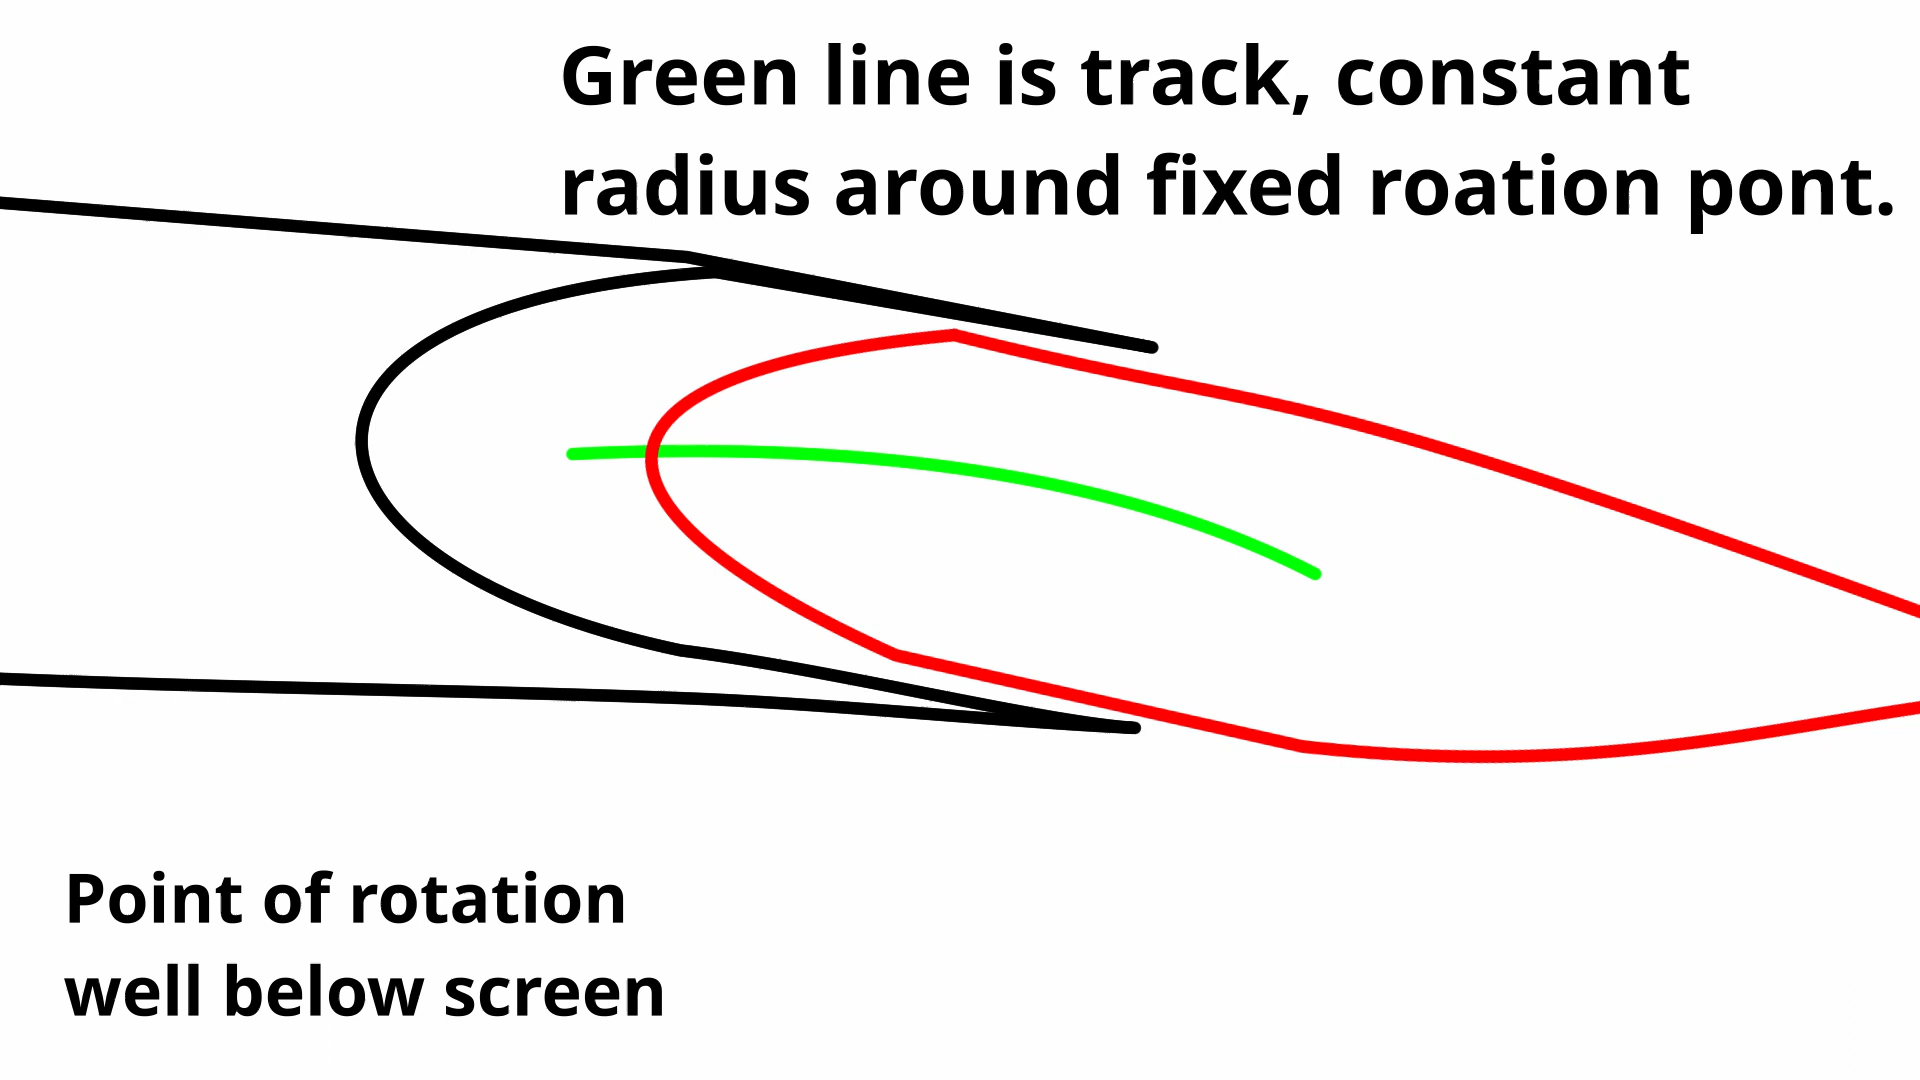 Green line is track, constant
radius around fixed roation pont.
Point of rotation
well below screen